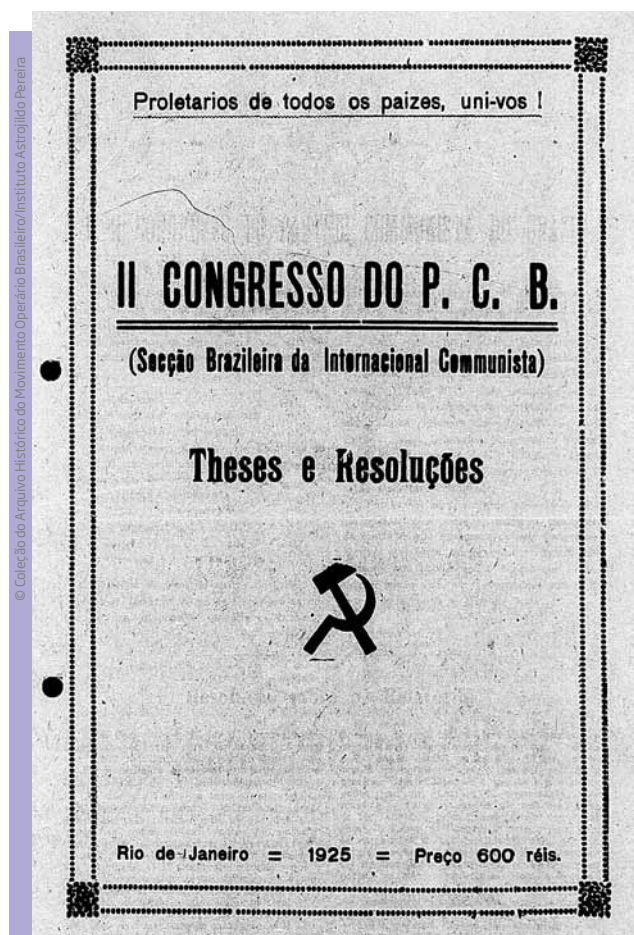 © Coleção do Arquivo Histórico do Movimento Operário Brasileiro/Instituto Astrojildo Pereira
Proletarios de todos os paizes, uni-vos !
II CONGRESSO DO P. C. B.
(Secção Brazileira da Internacional Communista)
Theses e Resoluções
Rio de Janeiro = 1925 = Preço 600 réis.